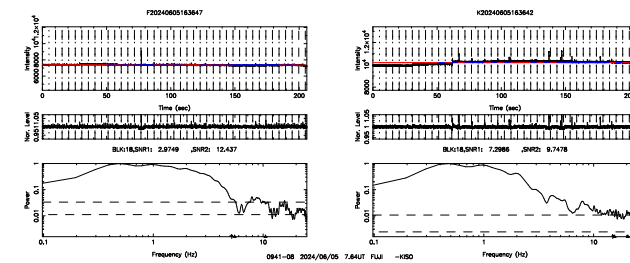 F20240605163647
K20240605163642
Intensity
6000 8000 10⁴ 1.2×10⁴
Intensity
8000 10⁴ 1.2×10⁴
0 50 100 150 200
0 50 100 150 200
Time (sec)
Time (sec)
Nor. Level
0.95 1.05
Nor. Level
0.95 1.05
BLK:18,SNR1: 2.9749 ,SNR2: 12.437
BLK:18,SNR1: 7.2986 ,SNR2: 9.7478
Power
1
0.1
0.01
Power
1
0.1
0.01
0.1 1 10
0.1 1 10
Frequency (Hz)
Frequency (Hz)
0941-08 2024/06/05 7.64UT FUJI -KISO